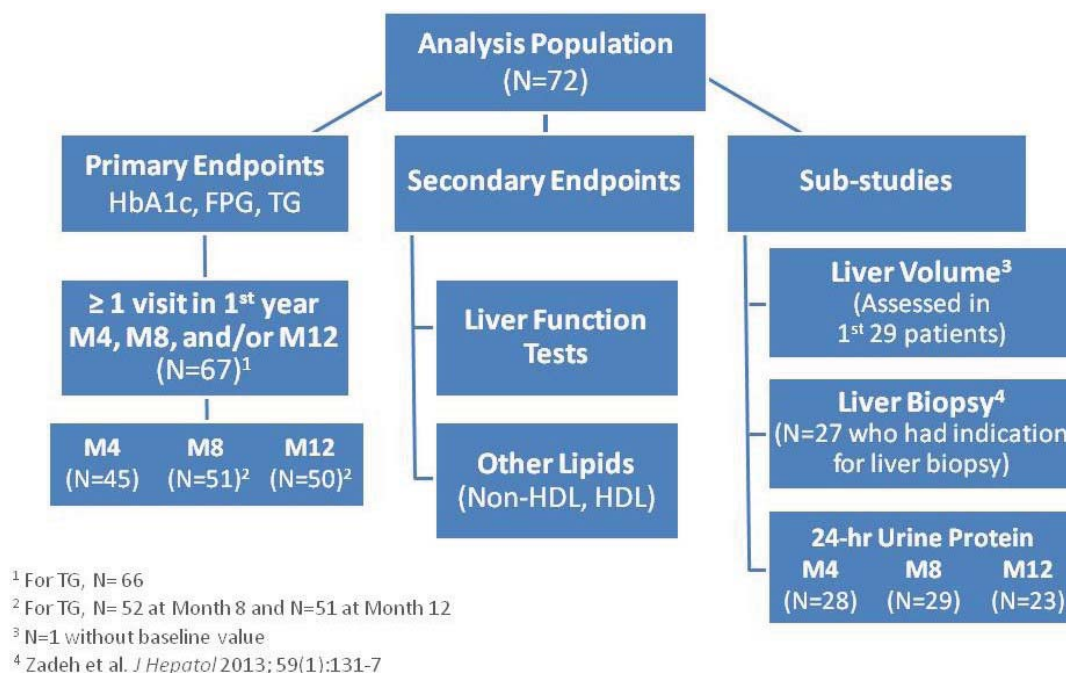 Analysis Population
(N=72)
Primary Endpoints
HbA1c, FPG, TG
≥ 1 visit in 1st year
M4, M8, and/or M12
(N=67)¹
M4 M8 M12
(N=45) (N=51)² (N=50)²
Secondary Endpoints
Liver Function
Tests
Other Lipids
(Non-HDL, HDL)
Sub-studies
Liver Volume³
(Assessed in
1st 29 patients)
Liver Biopsy⁴
(N=27 who had indication
for liver biopsy)
24-hr Urine Protein
M4 M8 M12
(N=28) (N=29) (N=23)
¹ For TG, N= 66
² For TG, N= 52 at Month 8 and N=51 at Month 12
³ N=1 without baseline value
⁴ Zadeh et al. J Hepatol 2013; 59(1):131-7